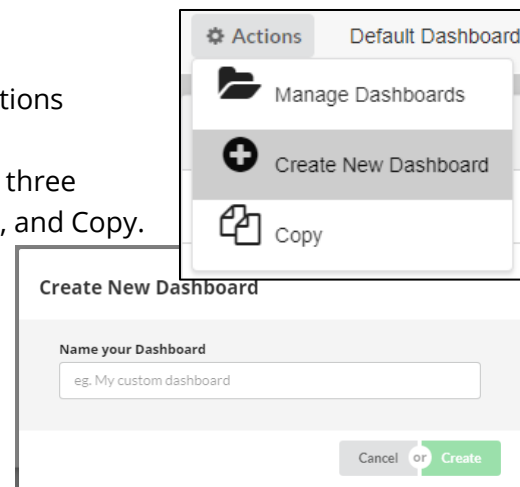 Actions Default Dashboard
Manage Dashboards
Create New Dashboard
Copy
three
, and Copy.
Create New Dashboard
Name your Dashboard
eg. My custom dashboard
Cancel or Create